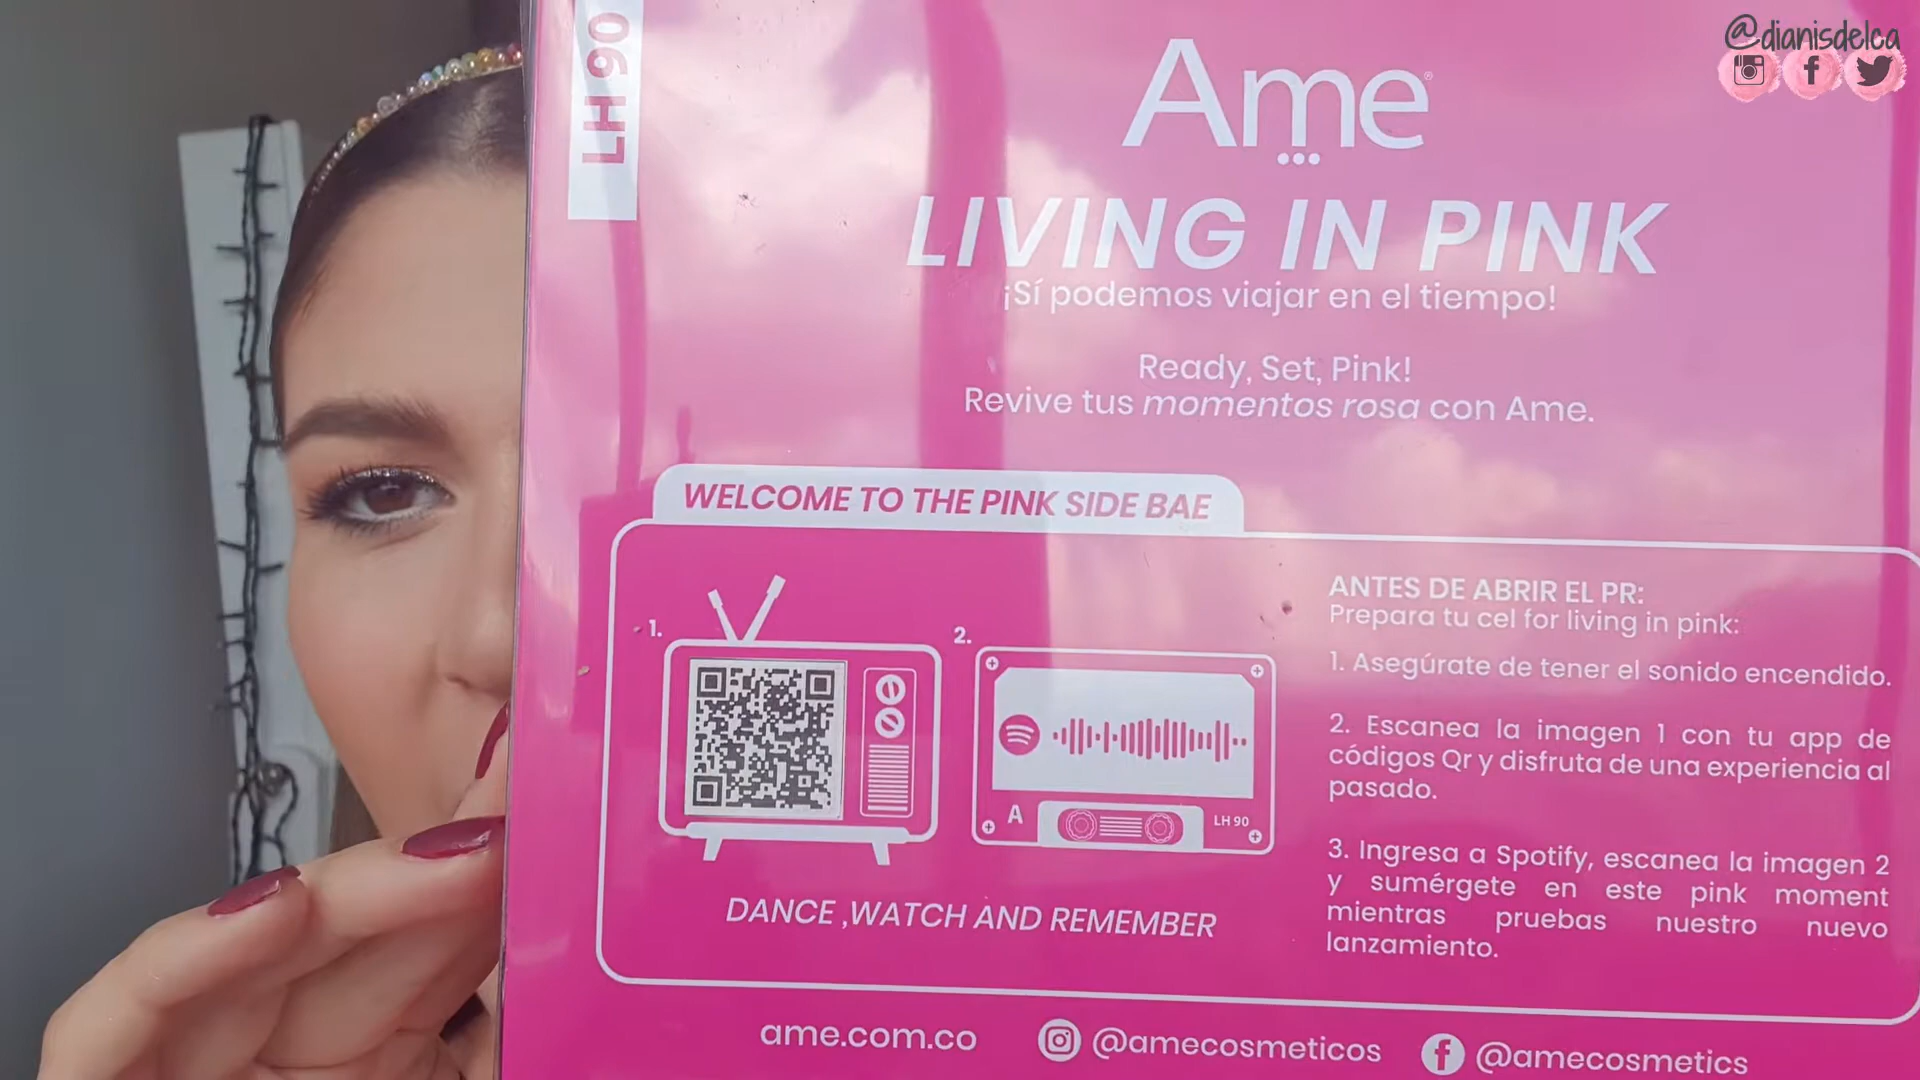 @dianisdelca
LH 90
Ame
LIVING IN PINK
¡Sí podemos viajar en el tiempo!
Ready, Set, Pink!
Revive tus momentos rosa con Ame.
WELCOME TO THE PINK SIDE BAE
1.
2.
A
LH 90
DANCE ,WATCH AND REMEMBER
ANTES DE ABRIR EL PR:
Prepara tu cel for living in pink:
1. Asegúrate de tener el sonido encendido.
2. Escanea la imagen 1 con tu app de
códigos Qr y disfruta de una experiencia al
pasado.
3. Ingresa a Spotify, escanea la imagen 2
y sumérgete en este pink moment
mientras pruebas nuestro nuevo
lanzamiento.
ame.com.co
@amecosmeticos
@amecosmetics